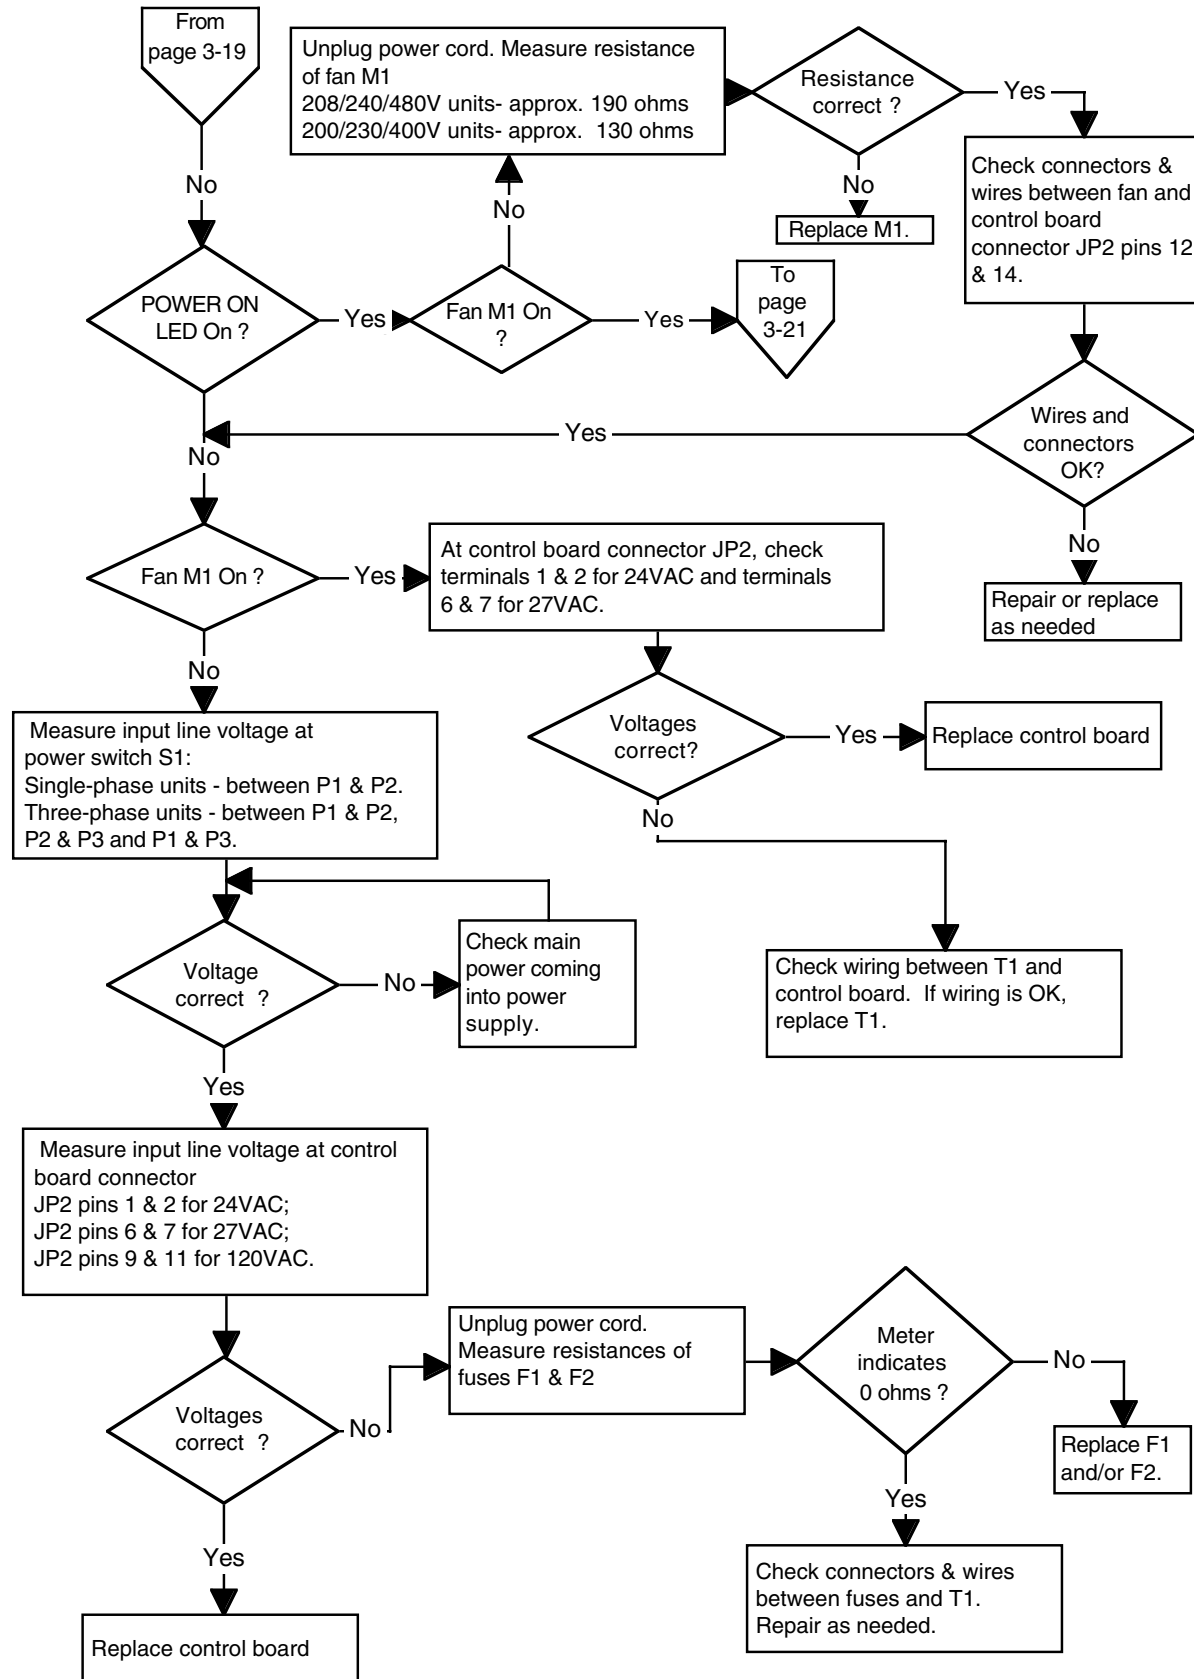 From
page 3-19
No
POWER ON
LED On ?
Yes
Fan M1 On
?
No
Unplug power cord. Measure resistance
of fan M1
208/240/480V units- approx. 190 ohms
200/230/400V units- approx. 130 ohms
Resistance
correct ?
No
Replace M1.
Yes
Check connectors &
wires between fan and
control board
connector JP2 pins 12
& 14.
Yes
To
page
3-21
Wires and
connectors
OK?
Yes
No
Repair or replace
as needed
No
Fan M1 On ?
Yes
At control board connector JP2, check
terminals 1 & 2 for 24VAC and terminals
6 & 7 for 27VAC.
Voltages
correct?
Yes
Replace control board
No
Check wiring between T1 and
control board. If wiring is OK,
replace T1.
No
Measure input line voltage at
power switch S1:
Single-phase units - between P1 & P2.
Three-phase units - between P1 & P2,
P2 & P3 and P1 & P3.
Voltage
correct ?
No
Check main
power coming
into power
supply.
Yes
Measure input line voltage at control
board connector
JP2 pins 1 & 2 for 24VAC;
JP2 pins 6 & 7 for 27VAC;
JP2 pins 9 & 11 for 120VAC.
Voltages
correct ?
No
Unplug power cord.
Measure resistances of
fuses F1 & F2
Meter
indicates
0 ohms ?
No
Replace F1
and/or F2.
Yes
Check connectors & wires
between fuses and T1.
Repair as needed.
Yes
Replace control board